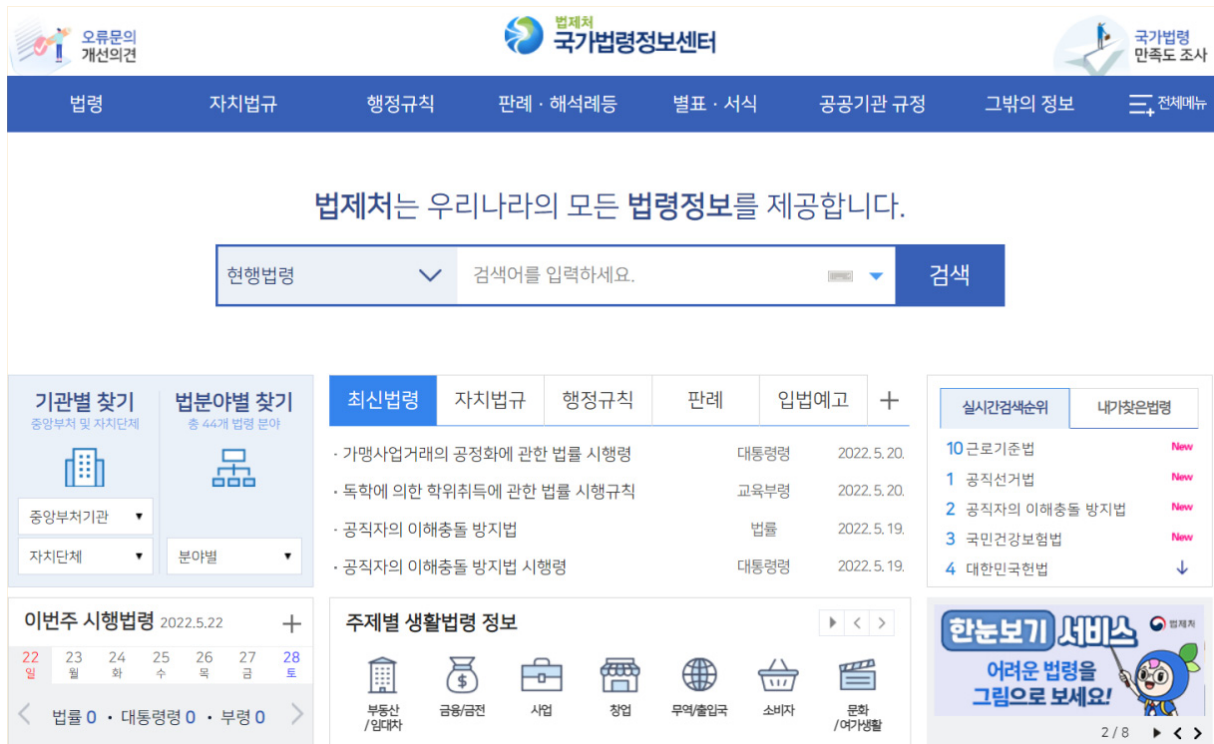 오류문의
개선의견
법제처
국가법령정보센터
국가법령
만족도 조사
법령 자치법규 행정규칙 판례 · 해석례등 별표 · 서식 공공기관 규정 그밖의 정보 전체메뉴
법제처는 우리나라의 모든 법령정보를 제공합니다.
현행법령 검색어를 입력하세요. 검색
기관별 찾기
중앙부처 및 자치단체
중앙부처기관
자치단체
법분야별 찾기
총 44개 법령 분야
분야별
최신법령 자치법규 행정규칙 판례 입법예고 +
· 가맹사업거래의 공정화에 관한 법률 시행령 대통령령 2022. 5. 20.
· 독학에 의한 학위취득에 관한 법률 시행규칙 교육부령 2022. 5. 20.
· 공직자의 이해충돌 방지법 법률 2022. 5. 19.
· 공직자의 이해충돌 방지법 시행령 대통령령 2022. 5. 19.
실시간검색순위 내가찾은법령
10 근로기준법 New
1 공직선거법
2 공직자의 이해충돌 방지법 New
3 국민건강보험법 New
4 대한민국헌법 ↓
이번주 시행법령 2022.5.22 +
22 23 24 25 26 27 28
일 월 화 수 목 금 토
법률 0 · 대통령령 0 · 부령 0
주제별 생활법령 정보
부동산
/임대차
금융/금전
사업
창업
무역/출입국
소비자
문화
/여가생활
한눈보기 서비스 법제처
어려운 법령을
그림으로 보세요!
2 / 8